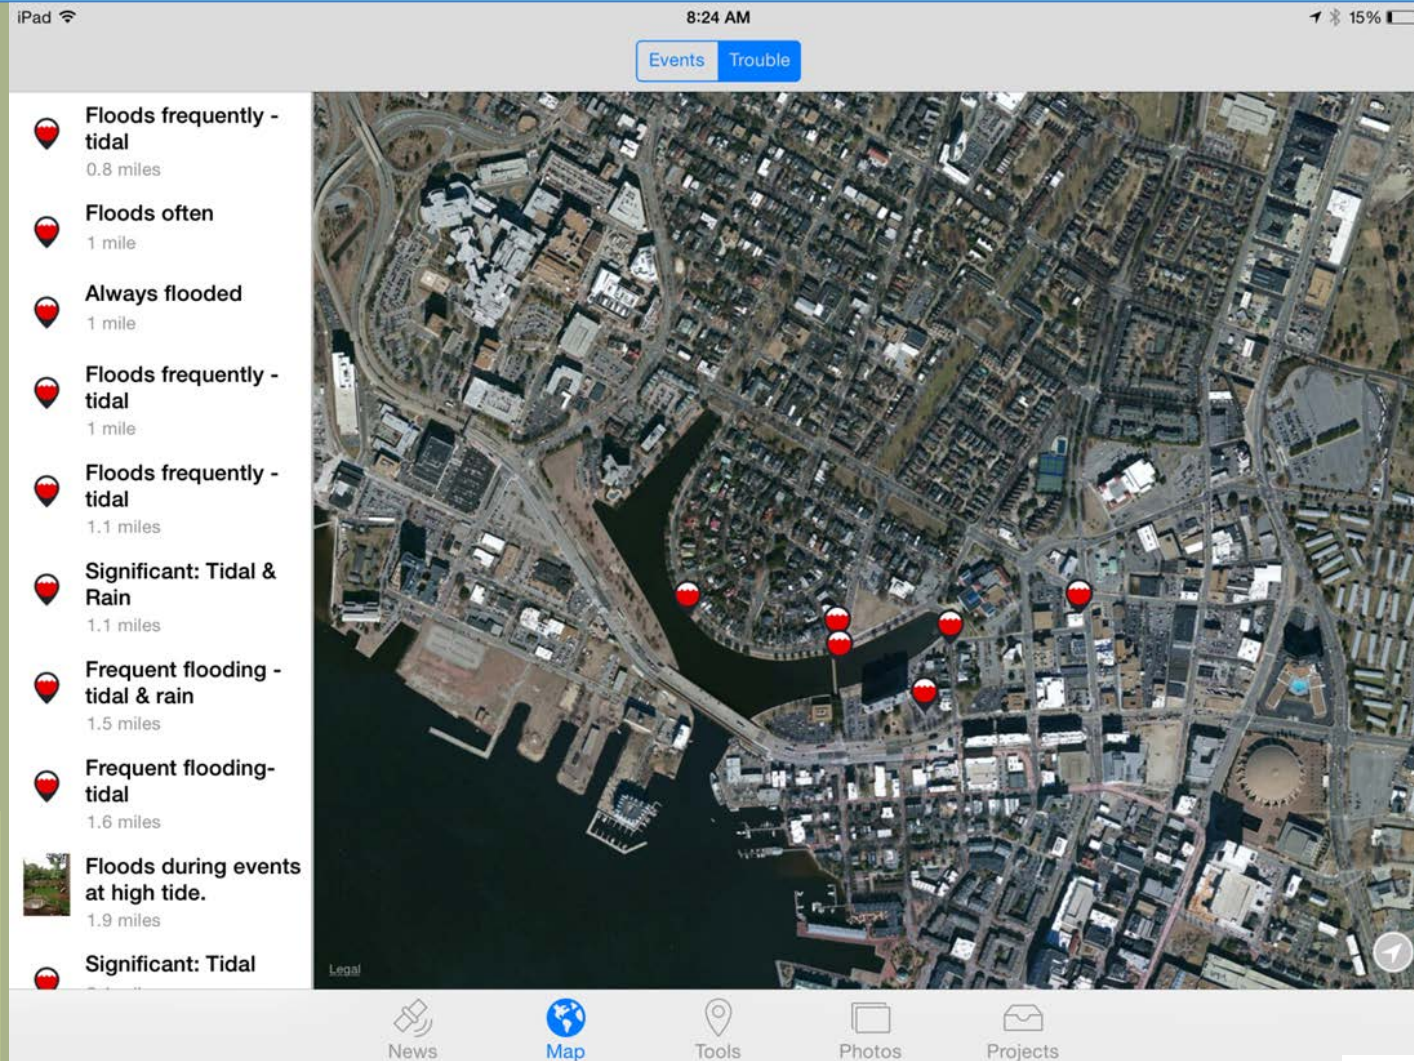 iPad
8:24 AM
15%
Events
Trouble
Floods frequently -
tidal
0.8 miles
Floods often
1 mile
Always flooded
1 mile
Floods frequently -
tidal
1 mile
Floods frequently -
tidal
1.1 miles
Significant: Tidal &
Rain
1.1 miles
Frequent flooding -
tidal & rain
1.5 miles
Frequent flooding-
tidal
1.6 miles
Floods during events
at high tide.
1.9 miles
Significant: Tidal
Legal
News
Map
Tools
Photos
Projects